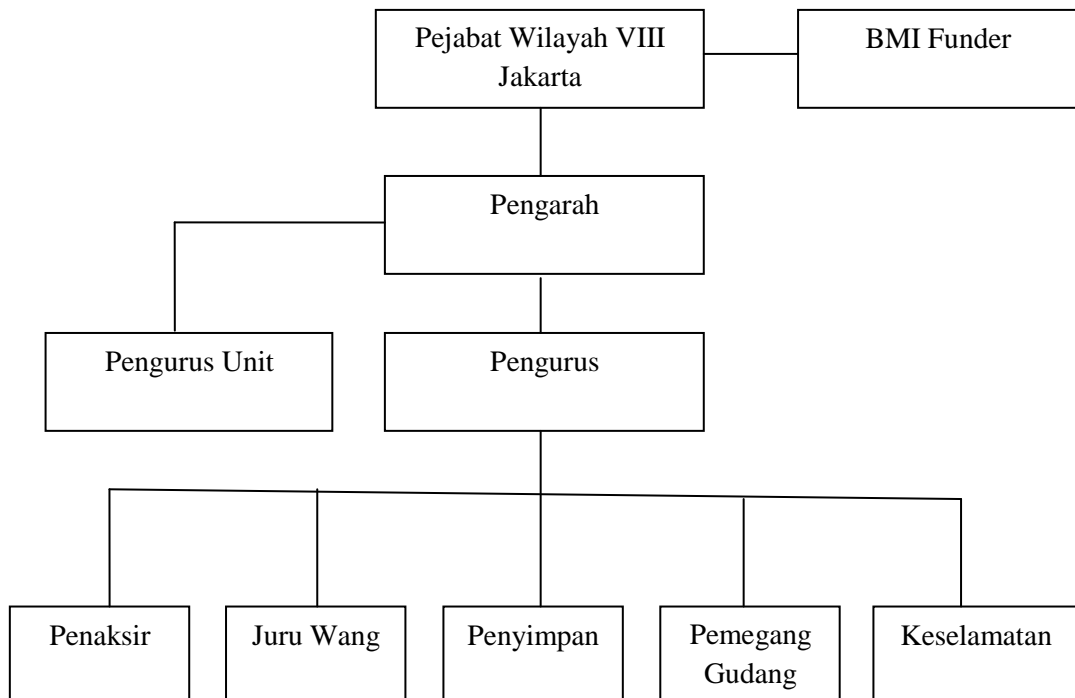 Pejabat Wilayah VIII
Jakarta
BMI Funder
Pengarah
Pengurus Unit
Pengurus
Penaksir
Juru Wang
Penyimpan
Pemegang
Gudang
Keselamatan